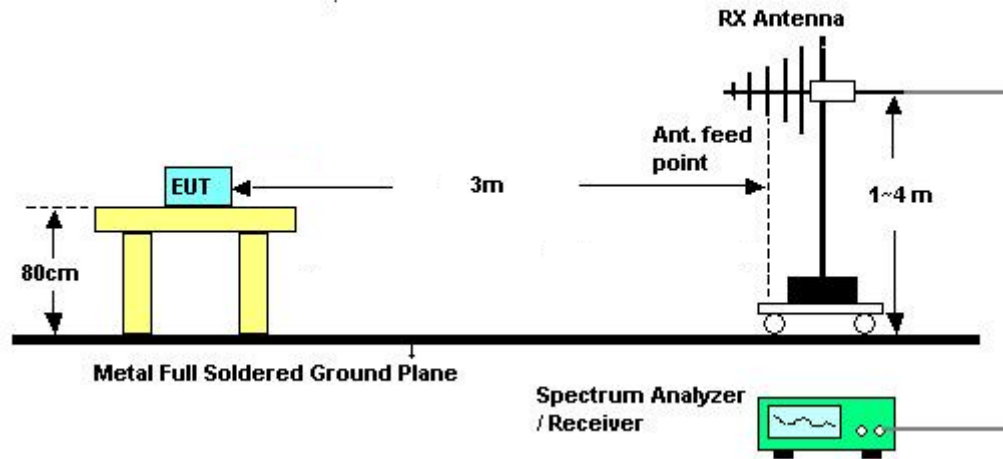 RX Antenna
Ant. feed
point
EUT
3m
1~4 m
80cm
Metal Full Soldered Ground Plane
Spectrum Analyzer
/ Receiver